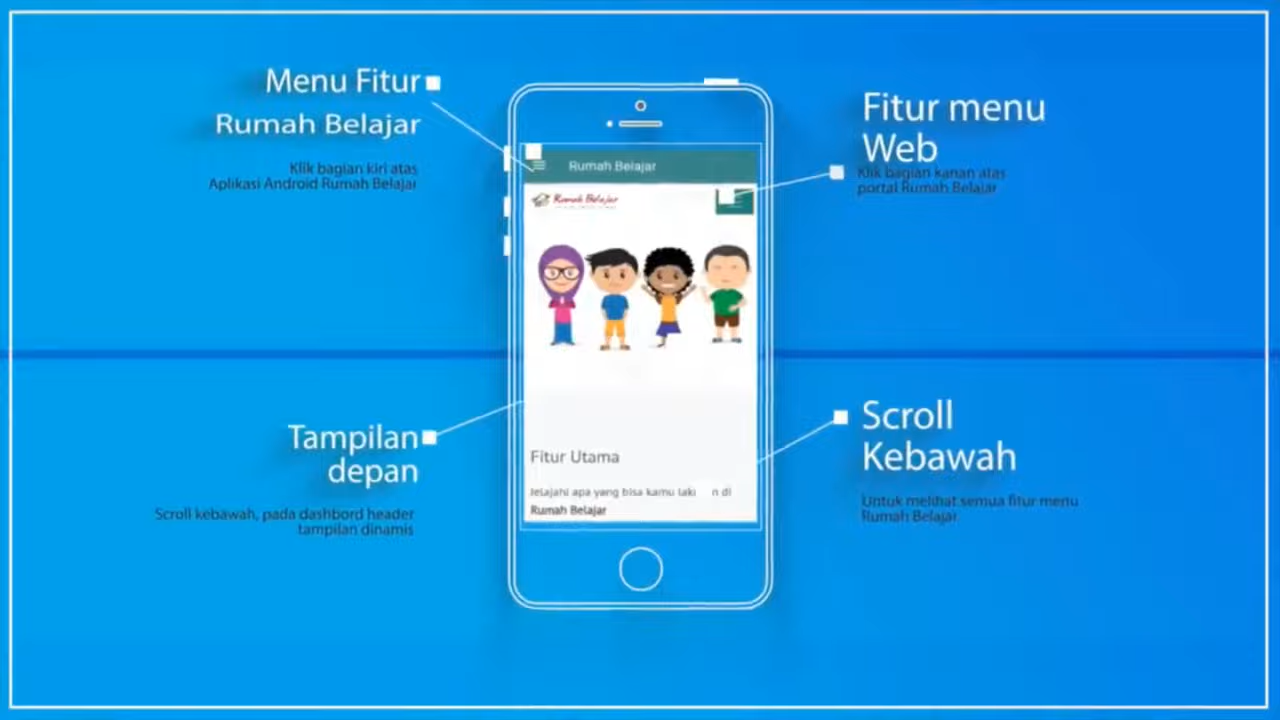 Menu Fitur
Rumah Belajar
Klik bagian kiri atas
Aplikasi Android Rumah Belajar
Fitur menu
Web
Klik bagian kanan atas
portal Rumah Belajar
Rumah Belajar
Rumah Belajar
Tampilan
depan
Scroll kebawah, pada dashbord header
tampilan dinamis
Scroll
Kebawah
Untuk melihat semua fitur menu
Rumah Belajar
Fitur Utama
Jelajahi apa yang bisa kamu laku n di
Rumah Belajar